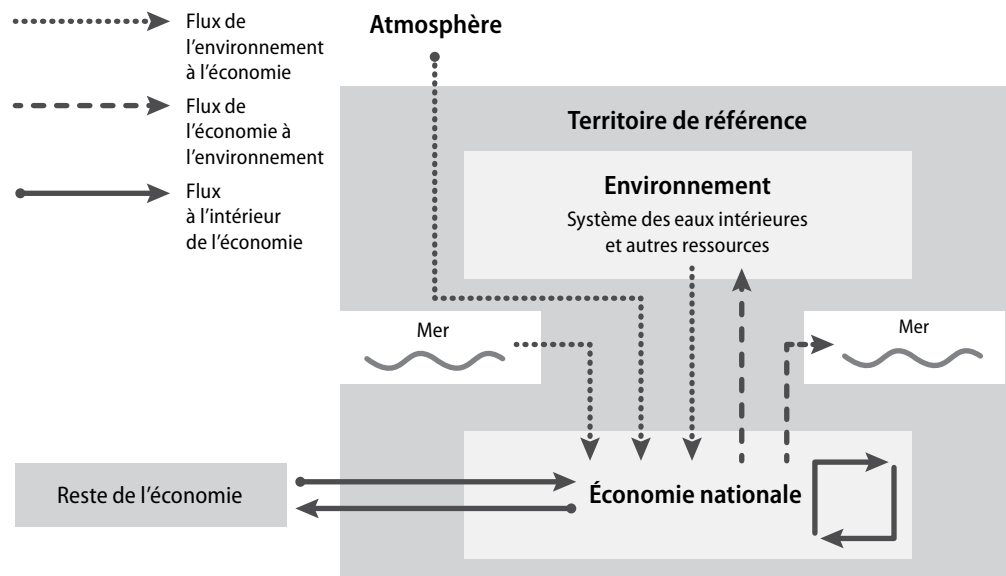 Flux de
l’environnement
à l’économie
Flux de
l’économie à
l’environnement
Flux
à l’intérieur
de l’économie
Atmosphère
Territoire de référence
Environnement
Système des eaux intérieures
et autres ressources
Mer
Mer
Reste de l’économie
Économie nationale